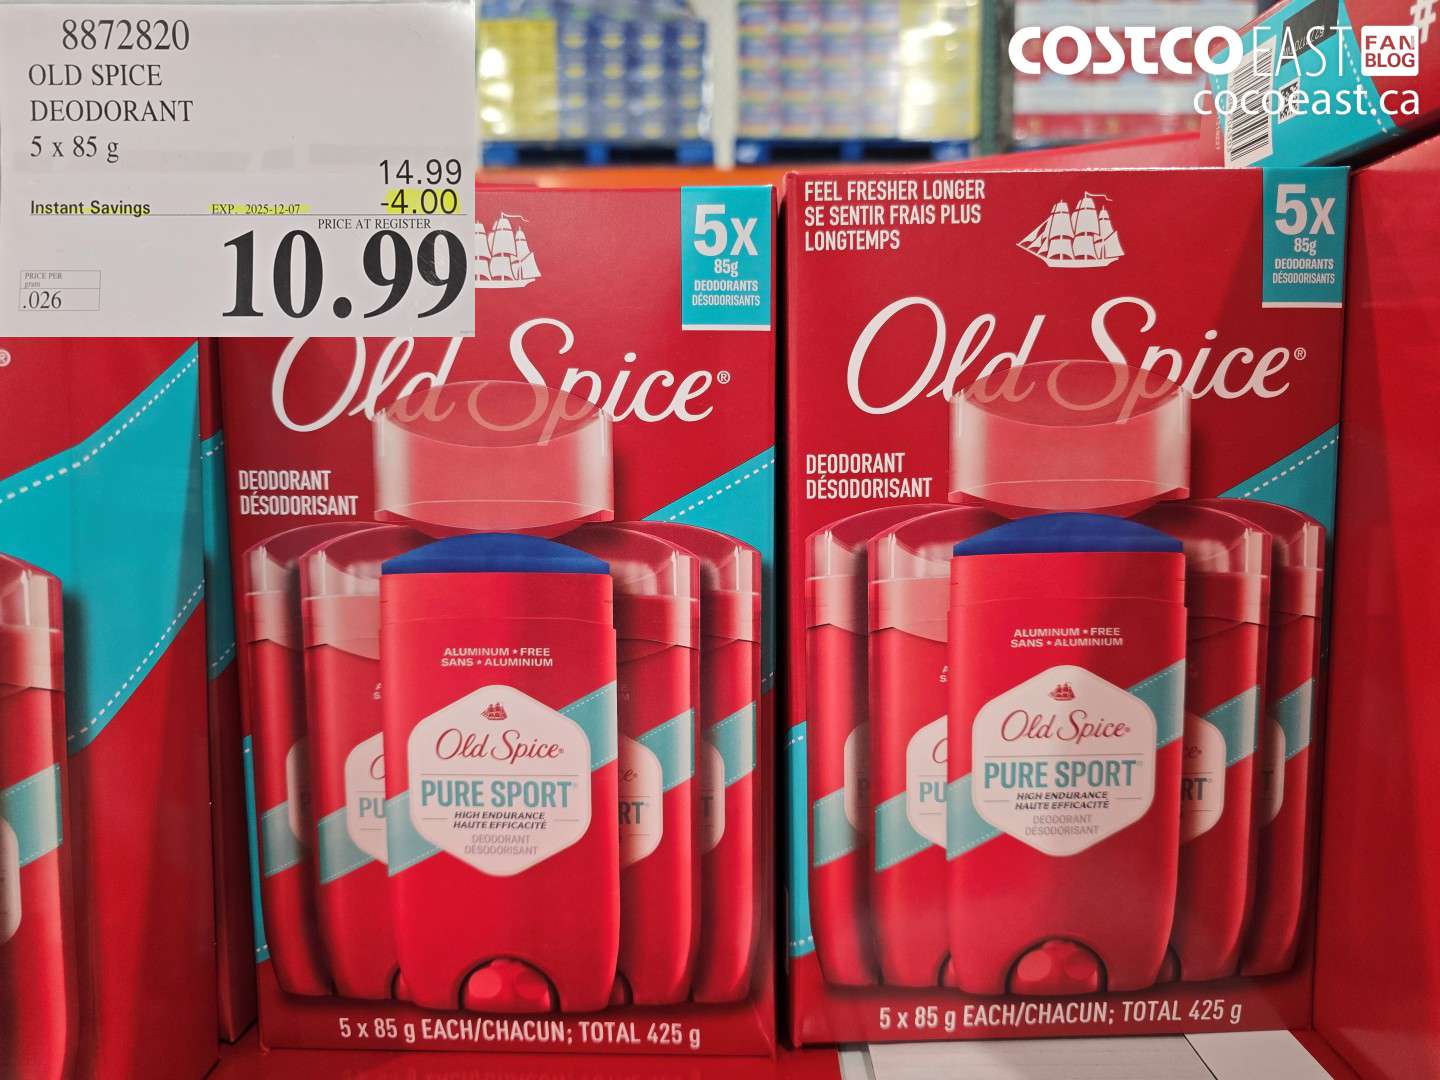 8872820
OLD SPICE
DEODORANT
5 x 85 g
14.99
Instant Savings EXP. 2025-12-07 -4.00
PRICE AT REGISTER
10.99
PRICE PER
gram
.026
COSTCO EAST FAN BLOG
cocoeast.ca
#
®
5x
85g
DEODORANTS
DÉSODORISANTS
Old Spice®
DEODORANT
DÉSODORISANT
ALUMINUM★FREE
SANS★ALUMINIUM
Old Spice®
PURE SPORT
HIGH ENDURANCE
HAUTE EFFICACITÉ
DEODORANT
DÉSODORISANT
PU
RT
5 x 85 g EACH/CHACUN; TOTAL 425 g
FEEL FRESHER LONGER
SE SENTIR FRAIS PLUS
LONGTEMPS
5x
85g
DEODORANTS
DÉSODORISANTS
Old Spice®
DEODORANT
DÉSODORISANT
ALUMINUM★FREE
SANS★ALUMINIUM
Old Spice®
PURE SPORT
HIGH ENDURANCE
HAUTE EFFICACITÉ
DEODORANT
DÉSODORISANT
PU
RT
5 x 85 g EACH/CHACUN; TOTAL 425 g